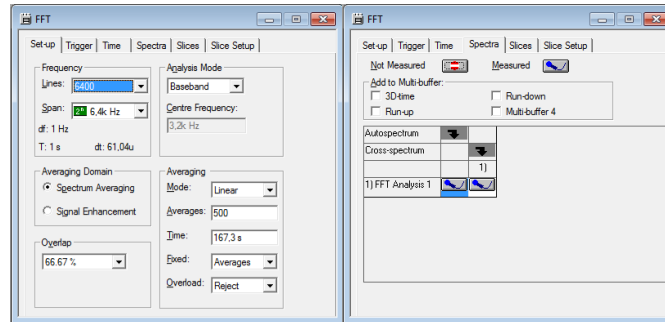 FFT
Set-up Trigger Time Spectra Slices Slice Setup
Frequency
Lines: 6400
Span: 2ⁿ 6,4k Hz
df: 1 Hz
T: 1 s dt: 61,04u
Analysis Mode
Baseband
Centre Frequency:
3,2k Hz
Averaging Domain
Spectrum Averaging
Signal Enhancement
Overlap
66.67 %
Averaging
Mode: Linear
Averages: 500
Time: 167,3 s
Fixed: Averages
Overload: Reject
FFT
Set-up Trigger Time Spectra Slices Slice Setup
Not Measured Measured
Add to Multi-buffer:
3D-time Run-down
Run-up Multi-buffer 4
Autospectrum
Cross-spectrum
1)
1) FFT Analysis 1